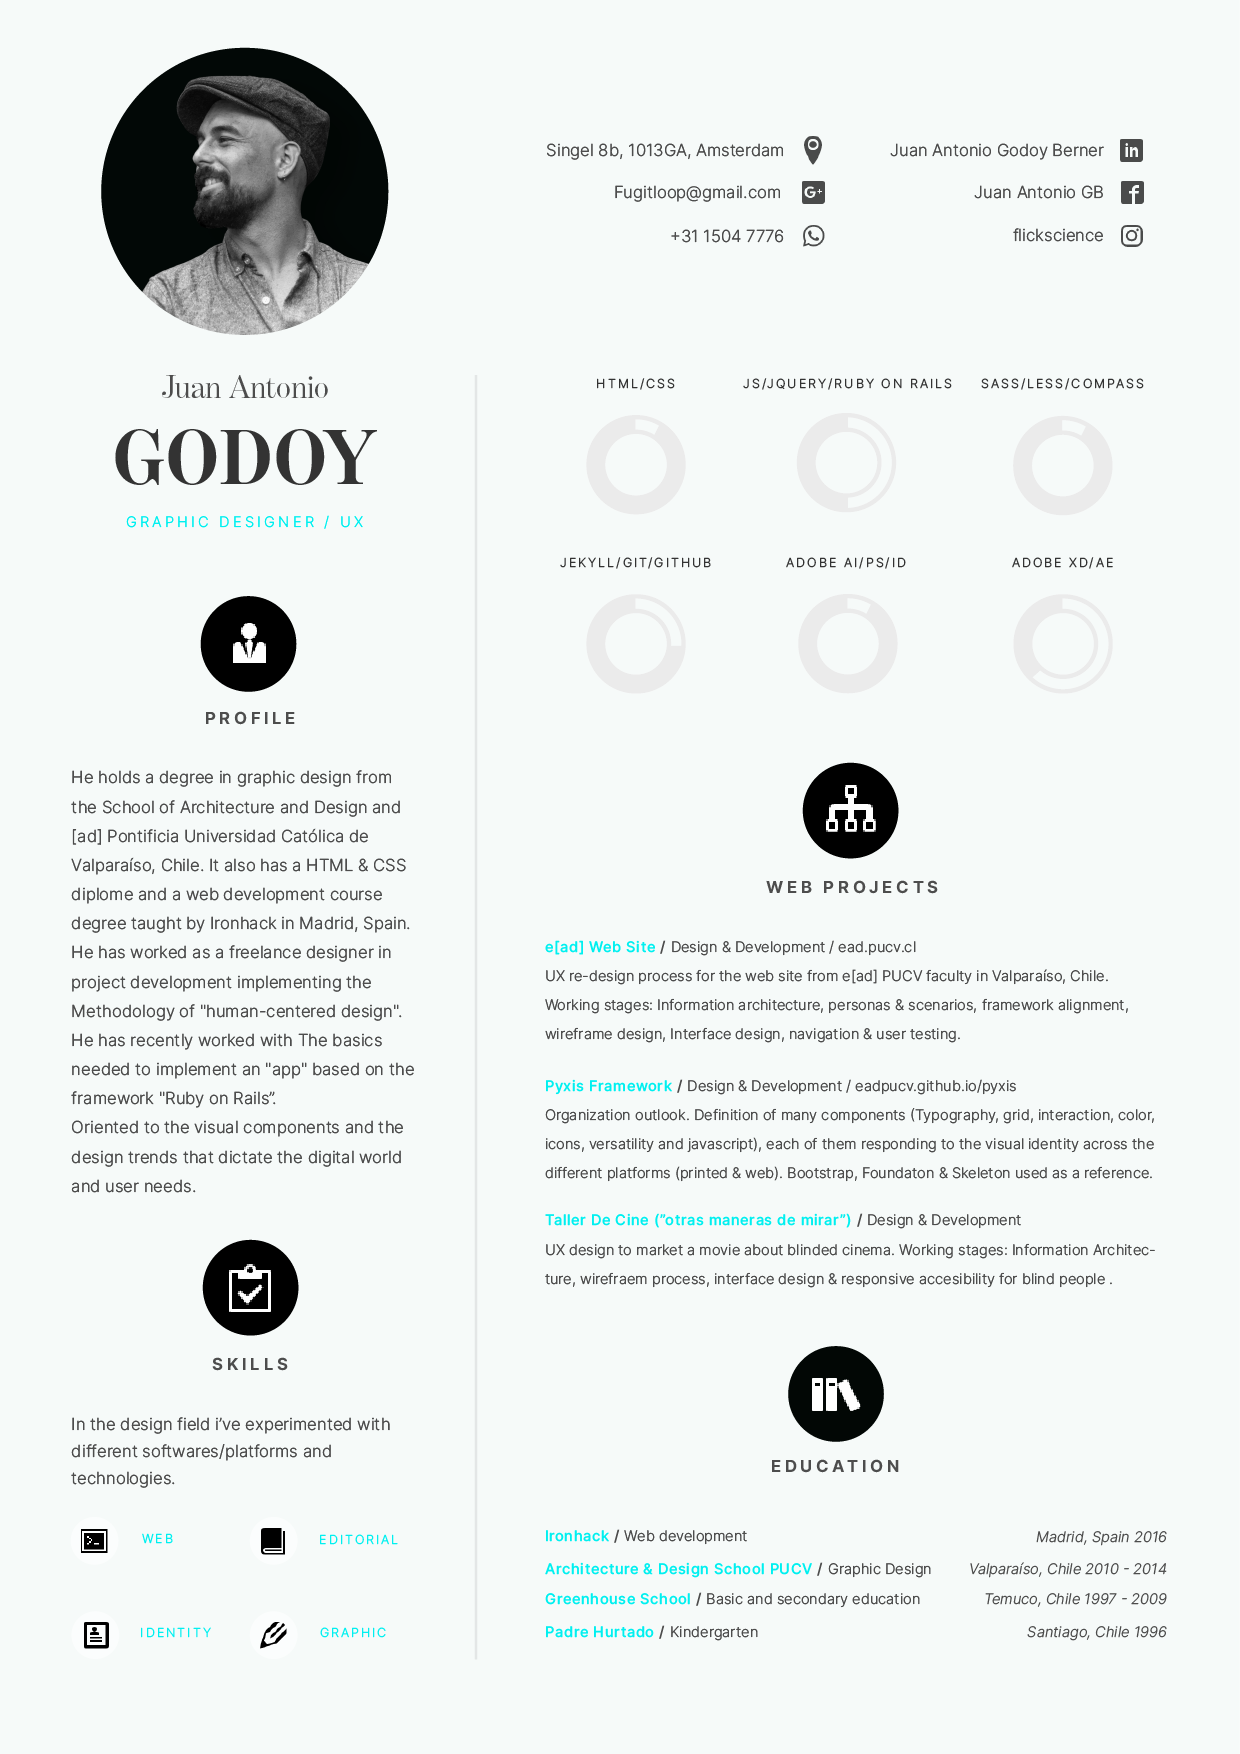 Singel 8b, 1013GA, Amsterdam
Fugitloop@gmail.com
+31 1504 7776
Juan Antonio Godoy Berner
Juan Antonio GB
flickscience
Juan Antonio
GODOY
GRAPHIC DESIGNER / UX
PROFILE
He holds a degree in graphic design from
the School of Architecture and Design and
[ad] Pontificia Universidad Católica de
Valparaíso, Chile. It also has a HTML & CSS
diplome and a web development course
degree taught by Ironhack in Madrid, Spain.
He has worked as a freelance designer in
project development implementing the
Methodology of "human-centered design".
He has recently worked with The basics
needed to implement an "app" based on the
framework "Ruby on Rails”.
Oriented to the visual components and the
design trends that dictate the digital world
and user needs.
SKILLS
In the design field i’ve experimented with
different softwares/platforms and
technologies.
WEB
EDITORIAL
IDENTITY
GRAPHIC
HTML/CSS
JS/JQUERY/RUBY ON RAILS
SASS/LESS/COMPASS
JEKYLL/GIT/GITHUB
ADOBE AI/PS/ID
ADOBE XD/AE
WEB PROJECTS
e[ad] Web Site / Design & Development / ead.pucv.cl
UX re-design process for the web site from e[ad] PUCV faculty in Valparaíso, Chile.
Working stages: Information architecture, personas & scenarios, framework alignment,
wireframe design, Interface design, navigation & user testing.
Pyxis Framework / Design & Development / eadpucv.github.io/pyxis
Organization outlook. Definition of many components (Typography, grid, interaction, color,
icons, versatility and javascript), each of them responding to the visual identity across the
different platforms (printed & web). Bootstrap, Foundaton & Skeleton used as a reference.
Taller De Cine (”otras maneras de mirar”) / Design & Development
UX design to market a movie about blinded cinema. Working stages: Information Architec-
ture, wirefraem process, interface design & responsive accesibility for blind people .
EDUCATION
Ironhack / Web development Madrid, Spain 2016
Architecture & Design School PUCV / Graphic Design Valparaíso, Chile 2010 - 2014
Greenhouse School / Basic and secondary education Temuco, Chile 1997 - 2009
Padre Hurtado / Kindergarten Santiago, Chile 1996